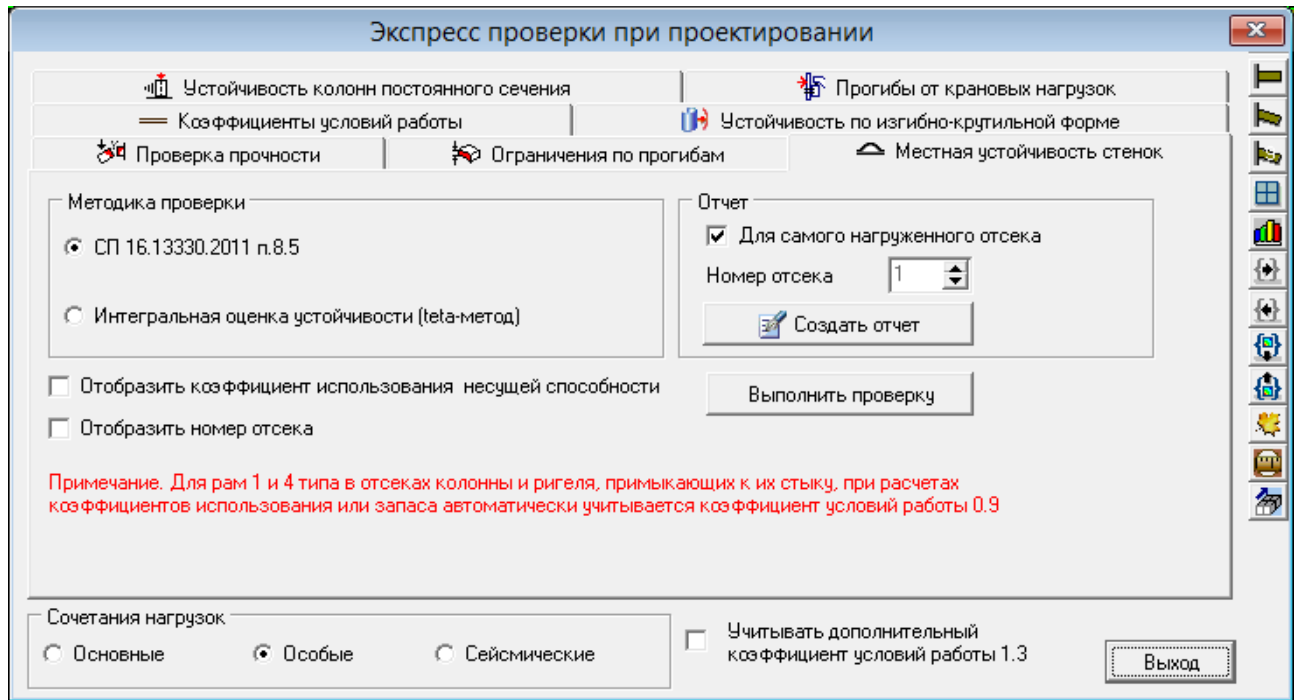 Экспресс проверки при проектировании
Устойчивость колонн постоянного сечения
Прогибы от крановых нагрузок
Коэффициенты условий работы
Устойчивость по изгибно-крутильной форме
Проверка прочности
Ограничения по прогибам
Местная устойчивость стенок
Методика проверки
СП 16.13330.2011 п.8.5
Интегральная оценка устойчивости (teta-метод)
Отчет
Для самого нагруженного отсека
Номер отсека
1
Создать отчет
Отобразить коэффициент использования несущей способности
Выполнить проверку
Отобразить номер отсека
Примечание. Для рам 1 и 4 типа в отсеках колонны и ригеля, примыкающих к их стыку, при расчетах
коэффициентов использования или запаса автоматически учитывается коэффициент условий работы 0.9
Сочетания нагрузок
Основные
Особые
Сейсмические
Учитывать дополнительный
коэффициент условий работы 1.3
Выход